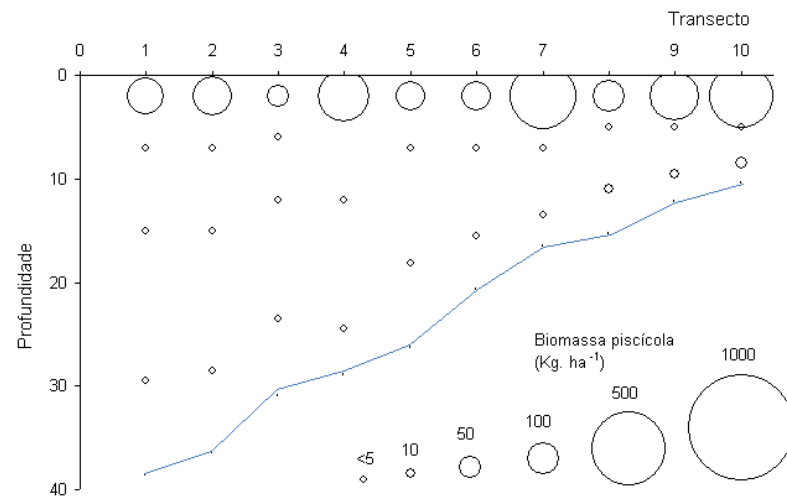 Transecto
0 1 2 3 4 5 6 7 8 9 10
0
10
20
30
40
Profundidade
Biomassa piscícola
(Kg. ha⁻¹)
<5 10 50 100 500 1000